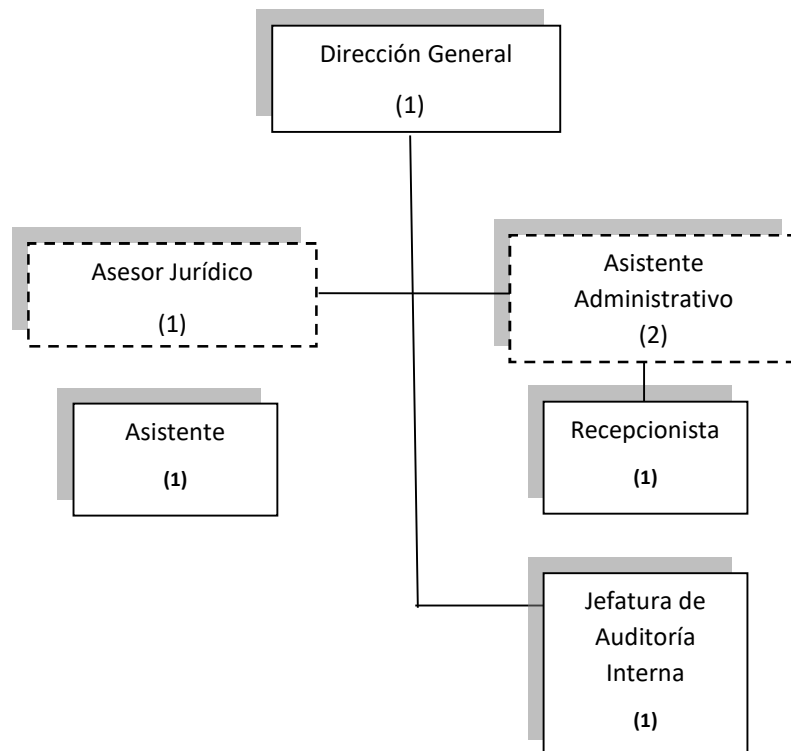 Dirección General
(1)
Asesor Jurídico
(1)
Asistente
Administrativo
(2)
Asistente
(1)
Recepcionista
(1)
Jefatura de
Auditoría
Interna
(1)